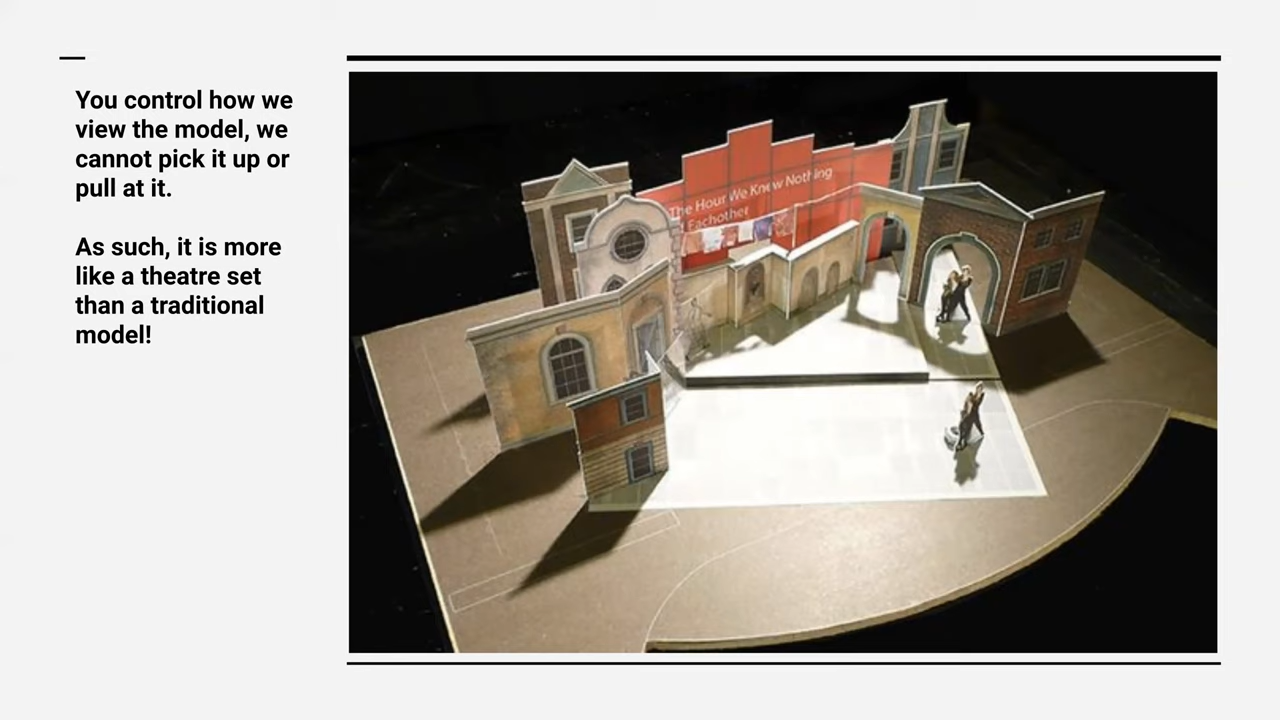 You control how we
view the model, we
cannot pick it up or
pull at it.
As such, it is more
like a theatre set
than a traditional
model!
The Hour We Knew Nothing
Eachother